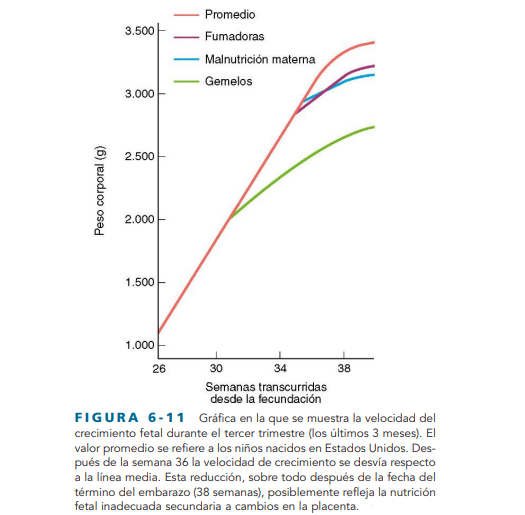 Promedio
Fumadoras
Malnutrición materna
Gemelos
3.500
3.000
2.500
2.000
1.500
1.000
Peso corporal (g)
26 30 34 38
Semanas transcurridas
desde la fecundación
FIGURA 6-11 Gráfica en la que se muestra la velocidad del
crecimiento fetal durante el tercer trimestre (los últimos 3 meses). El
valor promedio se refiere a los niños nacidos en Estados Unidos. Des-
pués de la semana 36 la velocidad de crecimiento se desvía respecto
a la línea media. Esta reducción, sobre todo después de la fecha del
término del embarazo (38 semanas), posiblemente refleja la nutrición
fetal inadecuada secundaria a cambios en la placenta.